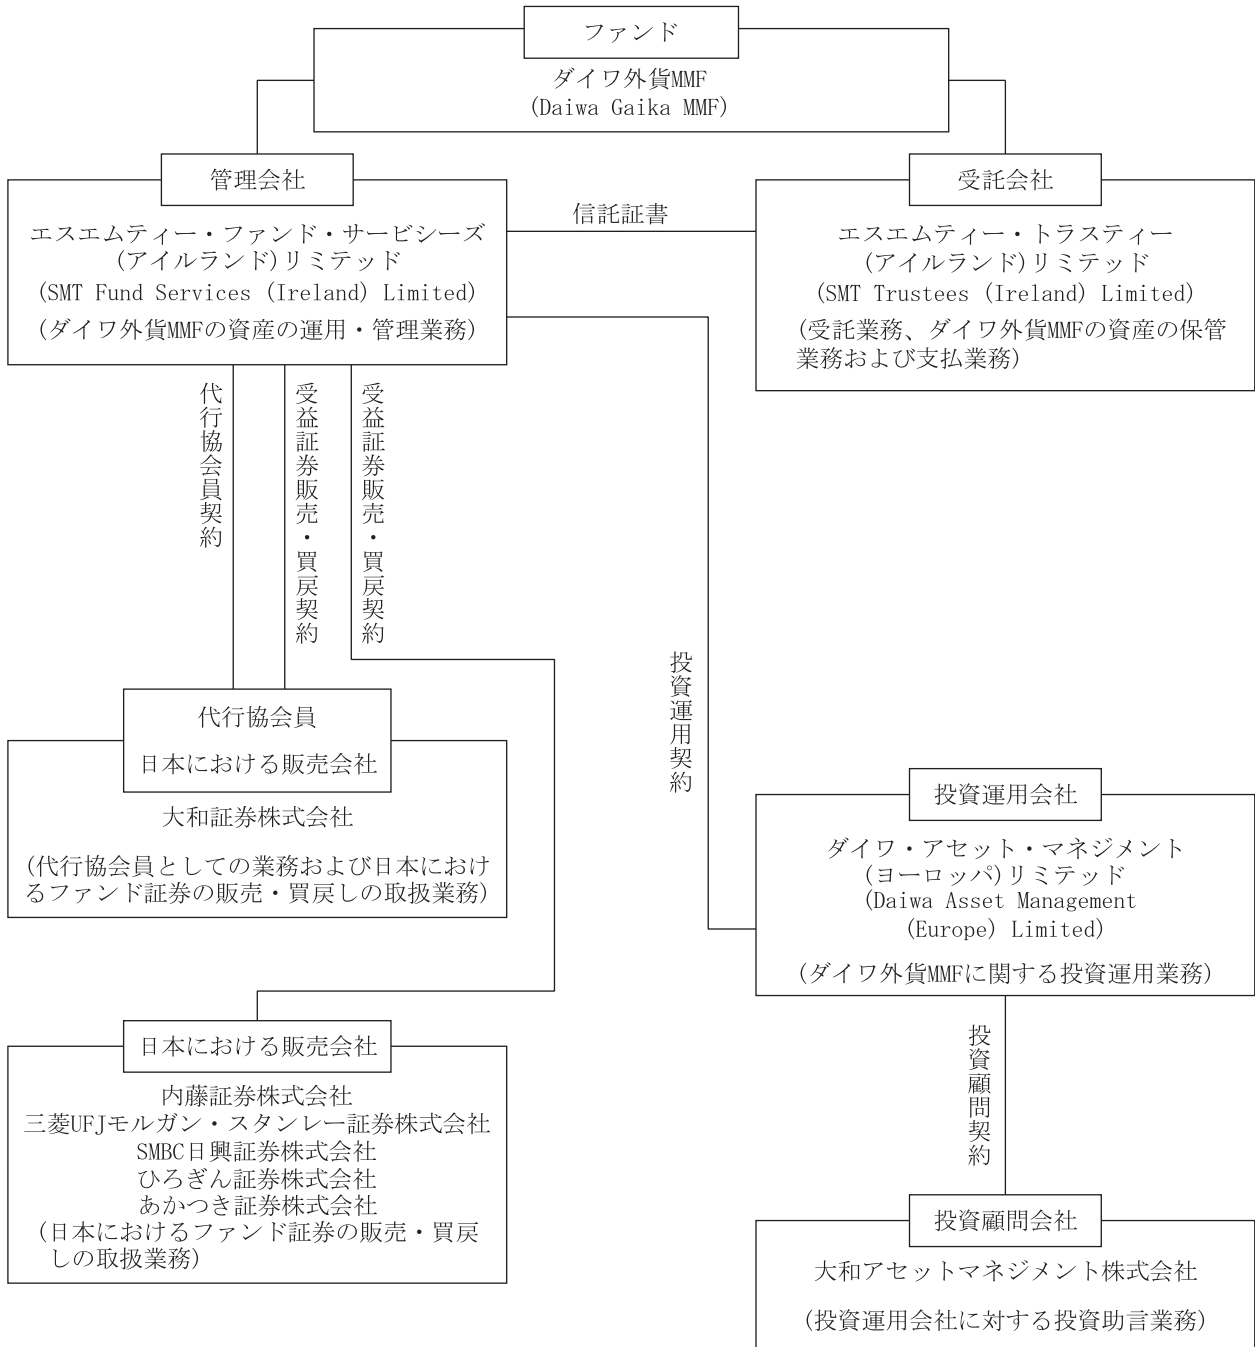 ファンド
ダイワ外貨MMF
(Daiwa Gaika MMF)
管理会社
エスエムティー・ファンド・サービシーズ
(アイルランド)リミテッド
(SMT Fund Services (Ireland) Limited)
(ダイワ外貨MMFの資産の運用・管理業務)
信託証書
受託会社
エスエムティー・トラスティー
(アイルランド)リミテッド
(SMT Trustees (Ireland) Limited)
(受託業務、ダイワ外貨MMFの資産の保管
業務および支払業務)
代行協会員契約
受益証券販売・買戻契約
受益証券販売・買戻契約
投資運用契約
代行協会員
日本における販売会社
大和証券株式会社
(代行協会員としての業務および日本におけ
るファンド証券の販売・買戻しの取扱業務)
投資運用会社
ダイワ・アセット・マネジメント
(ヨーロッパ)リミテッド
(Daiwa Asset Management
(Europe) Limited)
(ダイワ外貨MMFに関する投資運用業務)
日本における販売会社
内藤証券株式会社
三菱UFJモルガン・スタンレー証券株式会社
SMBC日興証券株式会社
ひろぎん証券株式会社
あかつき証券株式会社
(日本におけるファンド証券の販売・買戻
しの取扱業務)
投資顧問契約
投資顧問会社
大和アセットマネジメント株式会社
(投資運用会社に対する投資助言業務)